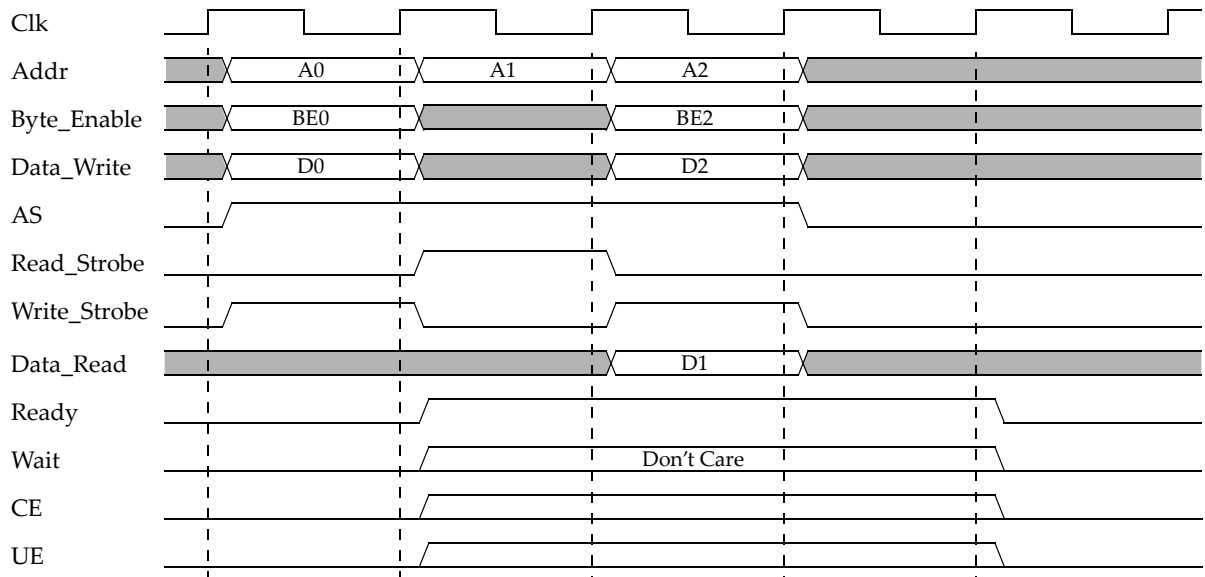 Clk
Addr A0 A1 A2
Byte_Enable BE0 BE2
Data_Write D0 D2
AS
Read_Strobe
Write_Strobe
Data_Read D1
Ready
Wait Don't Care
CE
UE